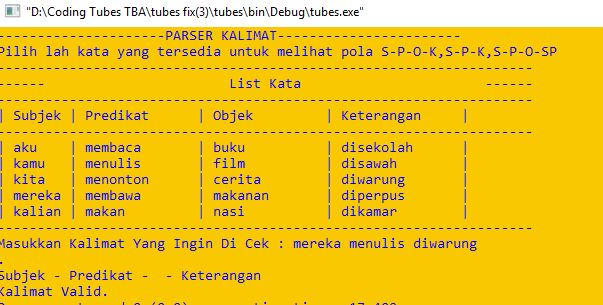 "D:\Coding Tubes TBA\tubes fix(3)\tubes\bin\Debug\tubes.exe"
---------------------PARSER KALIMAT-----------------------
Pilih lah kata yang tersedia untuk melihat pola S-P-O-K,S-P-K,S-P-O-SP
-------------------------------------------------------------------
------ List Kata ------
-------------------------------------------------------------------
| Subjek | Predikat | Objek | Keterangan |
-------------------------------------------------------------------
| aku | membaca | buku | disekolah |
| kamu | menulis | film | disawah |
| kita | menonton | cerita | diwarung |
| mereka | membawa | makanan | diperpus |
| kalian | makan | nasi | dikamar |
-------------------------------------------------------------------
Masukkan Kalimat Yang Ingin Di Cek : mereka menulis diwarung
.
Subjek - Predikat - - Keterangan
Kalimat Valid.